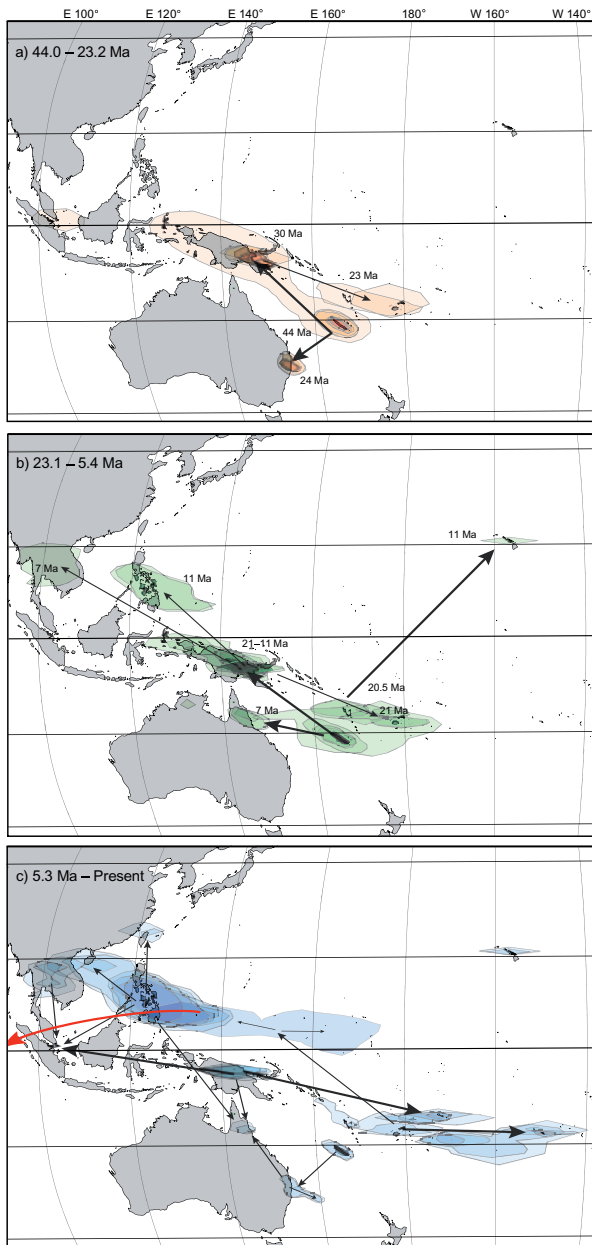 E 100° E 120° E 140° E 160° 180° W 160° W 140°
a) 44.0 – 23.2 Ma
30 Ma
23 Ma
44 Ma
24 Ma
b) 23.1 – 5.4 Ma
11 Ma
7 Ma
11 Ma
21–11 Ma
20.5 Ma
7 Ma
21 Ma
c) 5.3 Ma – Present